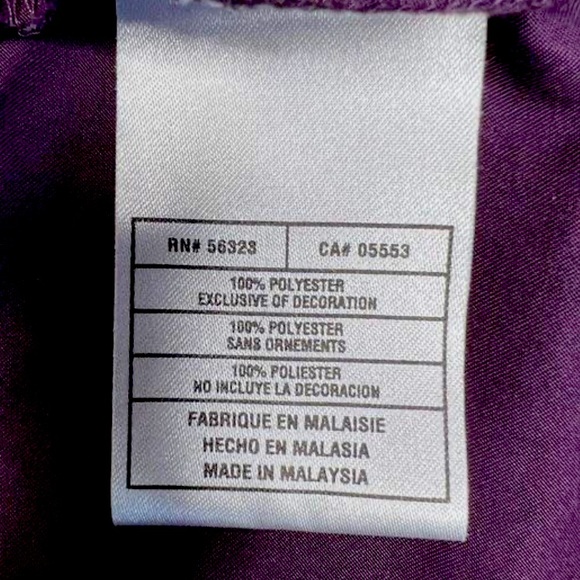 RN# 56323
CA# 05553
100% POLYESTER
EXCLUSIVE OF DECORATION
100% POLYESTER
SANS ORNEMENTS
100% POLIESTER
NO INCLUYE LA DECORACION
FABRIQUE EN MALAISIE
HECHO EN MALASIA
MADE IN MALAYSIA